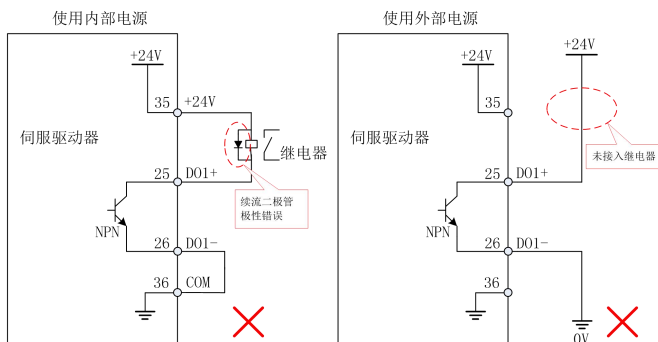 使用内部电源
+24V
35
+24V
伺服驱动器
继电器
25
DO1+
续流二极管
极性错误
NPN
26
DO1-
36
COM
使用外部电源
+24V
+24V
35
伺服驱动器
未接入继电器
25
DO1+
NPN
26
DO1-
36
0V